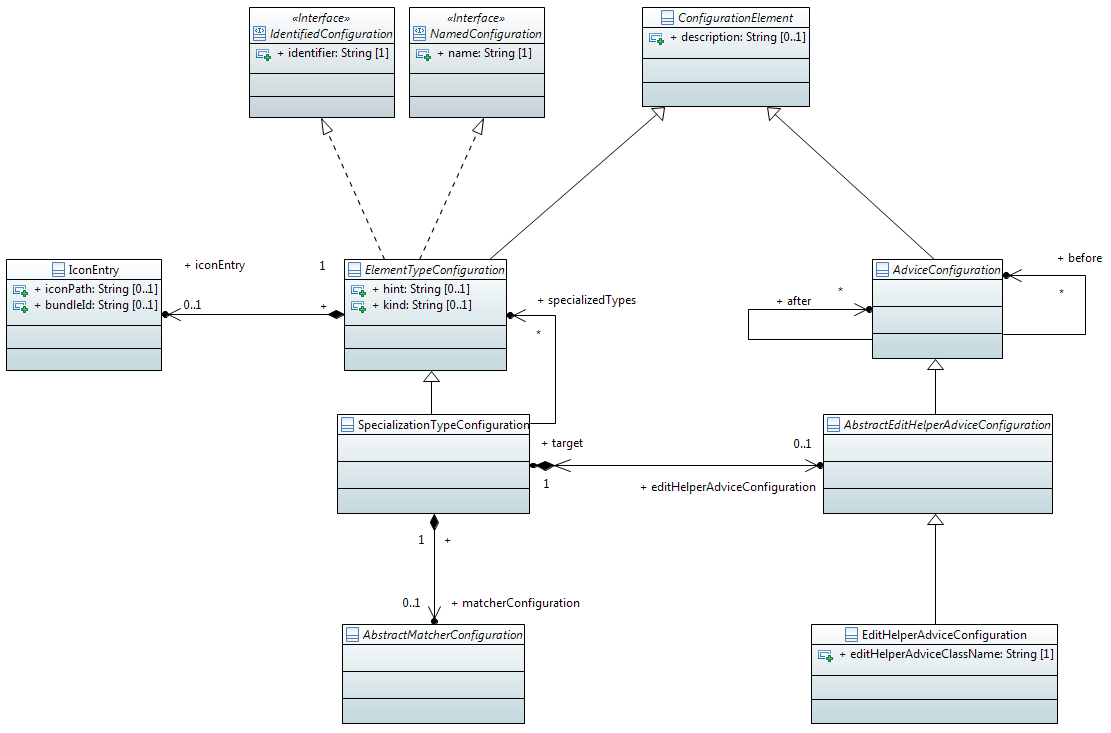 «Interface»
IdentifiedConfiguration
+ identifier: String [1]
«Interface»
NamedConfiguration
+ name: String [1]
ConfigurationElement
+ description: String [0..1]
IconEntry
+ iconPath: String [0..1]
+ bundleId: String [0..1]
+ iconEntry
1
0..1
+
ElementTypeConfiguration
+ hint: String [0..1]
+ kind: String [0..1]
+ specializedTypes
*
AdviceConfiguration
+ before
*
+ after
*
SpecializationTypeConfiguration
+ target
1
0..1
+ editHelperAdviceConfiguration
AbstractEditHelperAdviceConfiguration
1
+
0..1
+ matcherConfiguration
AbstractMatcherConfiguration
EditHelperAdviceConfiguration
+ editHelperAdviceClassName: String [1]